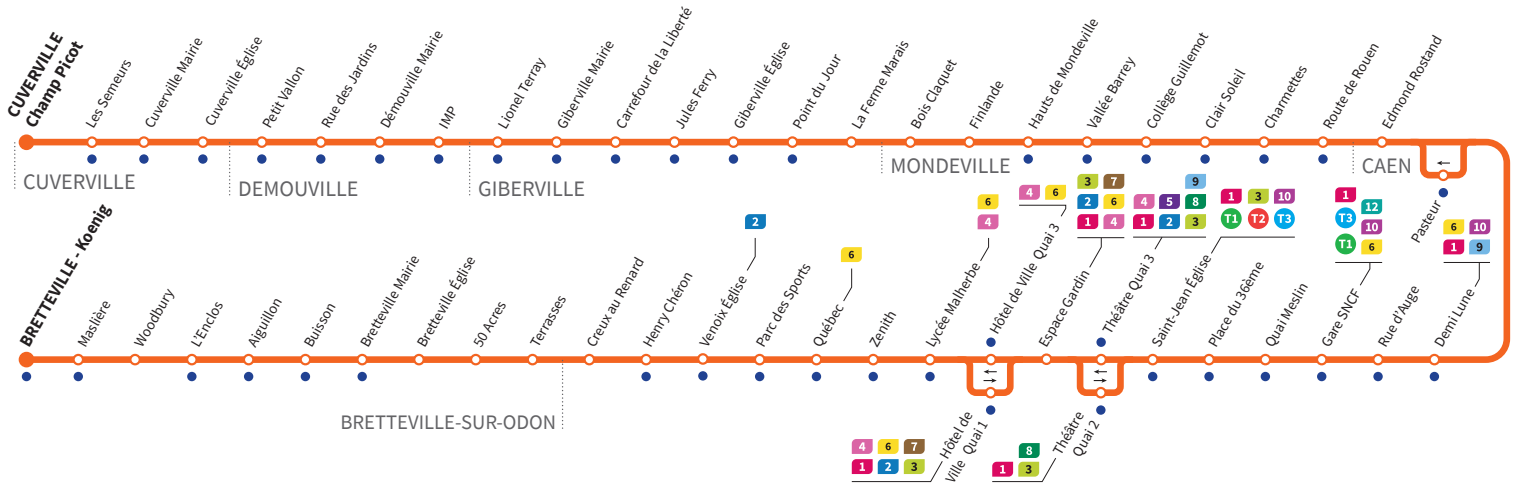 CUVERVILLE
Champ Picot
Les Semeurs
Cuverville Mairie
Cuverville Église
Petit Vallon
Rue des Jardins
Démouville Mairie
IMP
Lionel Terray
Giberville Mairie
Carrefour de la Liberté
Jules Ferry
Giberville Église
Point du Jour
La Ferme Marais
Bois Claquet
Finlande
Hauts de Mondeville
Vallée Barrey
Collège Guillemot
Clair Soleil
Charmettes
Route de Rouen
Edmond Rostand
CUVERVILLE
DEMOUVILLE
GIBERVILLE
MONDEVILLE
CAEN
Pasteur
BRETTEVILLE - Koenig
Maslière
Woodbury
L'Enclos
Aiguillon
Buisson
Bretteville Mairie
Bretteville Église
50 Acres
Terrasses
Creux au Renard
Henry Chéron
2
Venoix Église
Parc des Sports
6
Québec
Zenith
6
4
Lycée Malherbe
4 6
Hôtel de Ville Quai 3
3 7
2 6
1 4
Espace Gardin
9
4 5 8
1 2 3
Théâtre Quai 3
1 3 10
T1 T2 T3
Saint-Jean Église
Place du 36ème
Quai Meslin
1
T3 12
10
T1 6
Gare SNCF
Rue d'Auge
6 10
1 9
Demi Lune
BRETTEVILLE-SUR-ODON
4 6 7
1 2 3
Hôtel de
Ville Quai 1
8
1 3
Théâtre
Quai 2